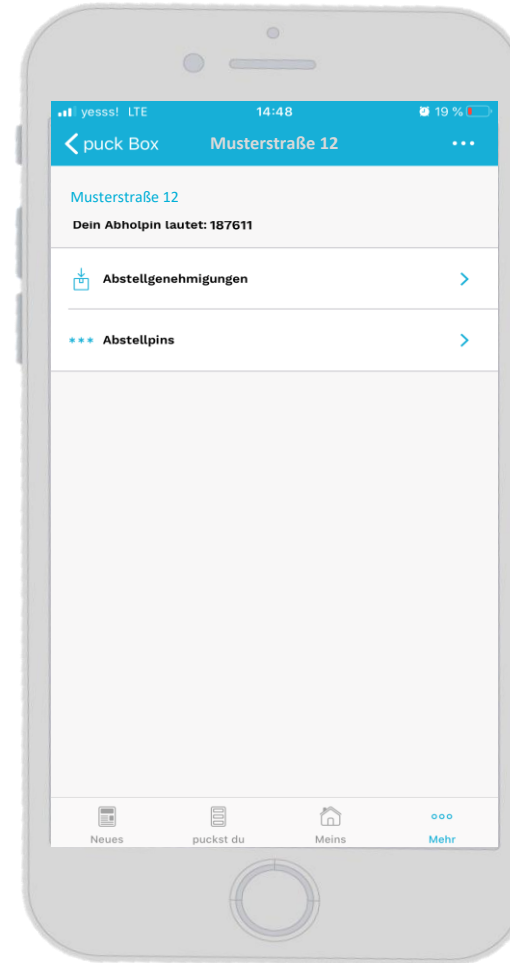 yesss! LTE 14:48 19 %
puck Box Musterstraße 12
Musterstraße 12
Dein Abholpin lautet: 187611
Abstellgenehmigungen
*** Abstellpins
Neues puckst du Meins Mehr